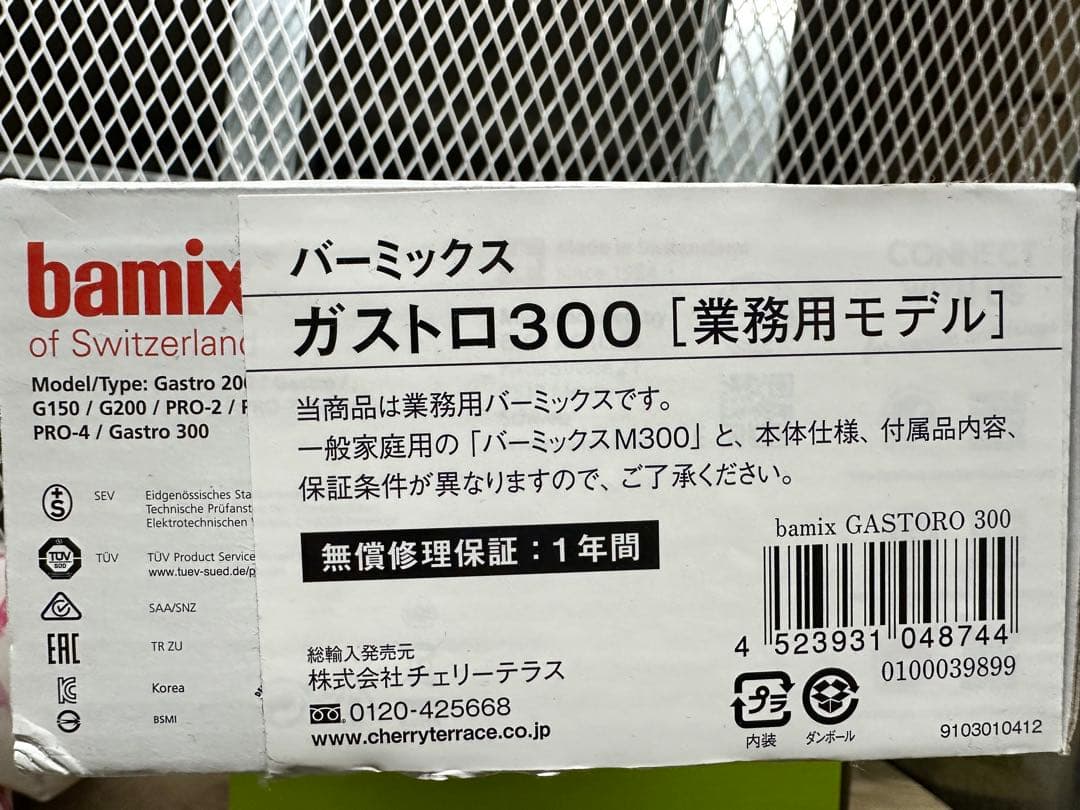 bamix
of Switzerland
Model/Type: Gastro 200
G150 / G200 / PRO-2 /
PRO-4 / Gastro 300
SEV
Eidgenössisches
Technische
Elektrotechnischen
TÜV
SÜD
TÜV
TÜV Product Service
www.tuev-sued.de/p
SAA/SNZ
EAC
TR ZU
Korea
BSMI
バーミックス
ガストロ300［業務用モデル］
当商品は業務用バーミックスです。
一般家庭用の「バーミックスM300」と、本体仕様、付属品内容、
保証条件が異なりますので、ご了承ください。
無償修理保証：1年間
総輸入発売元
株式会社チェリーテラス
0120-425668
www.cherryterrace.co.jp
bamix GASTORO 300
4 523931 048744
0100039899
プラ
内装
ダンボール
9103010412